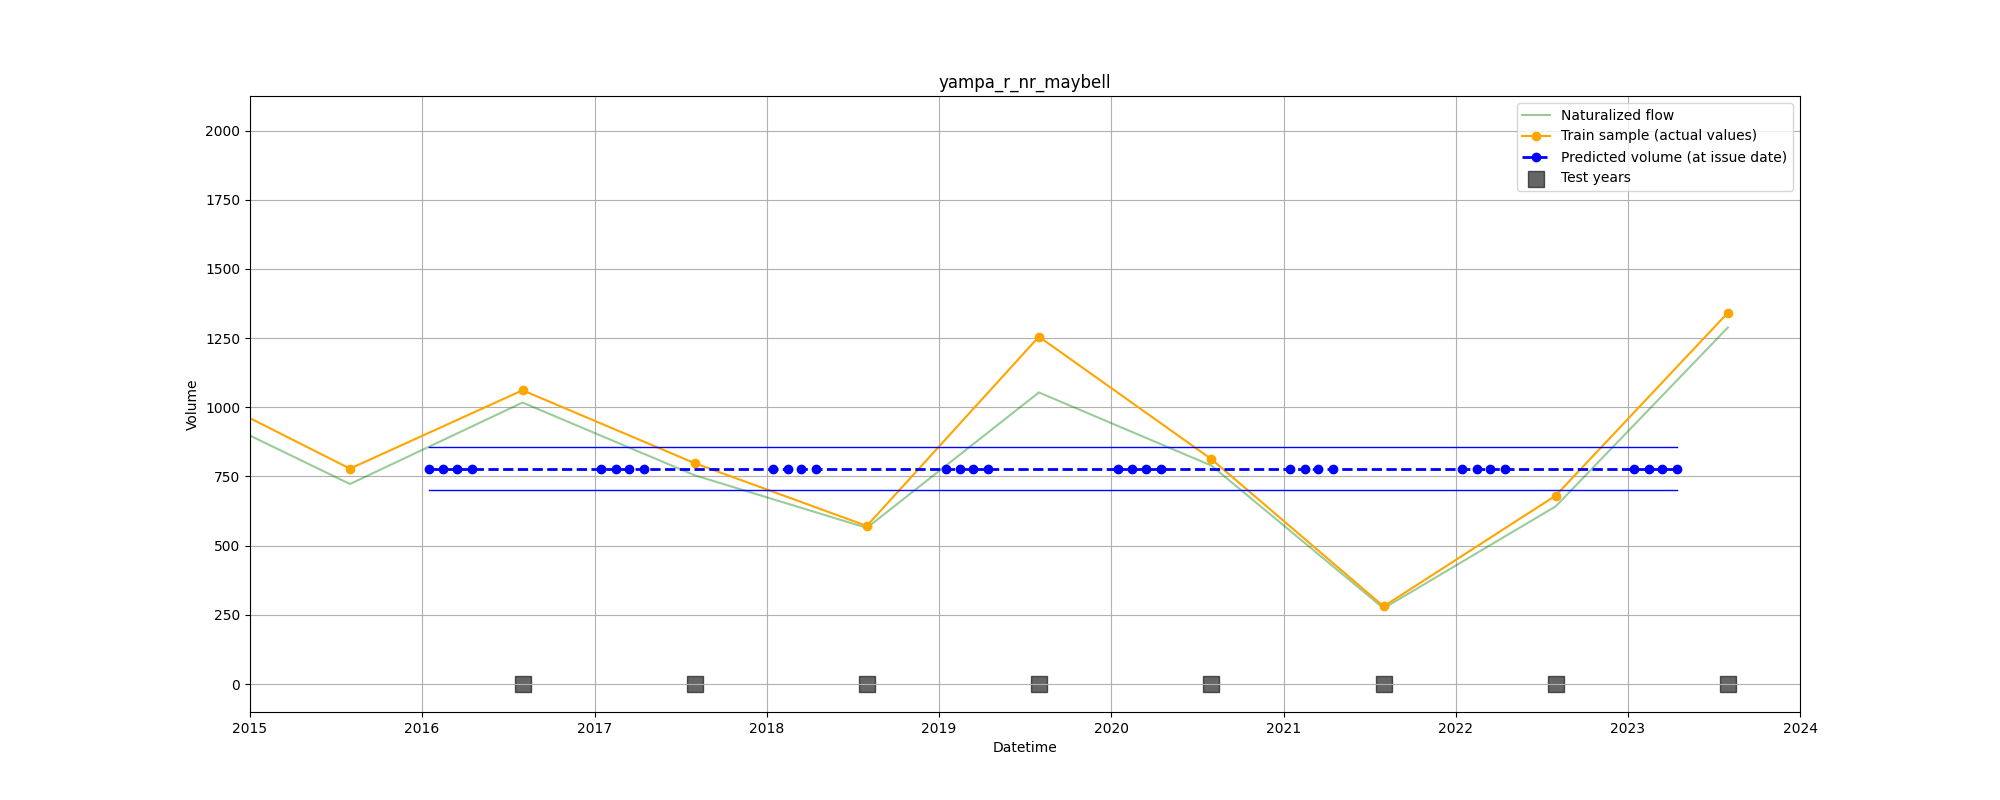 yampa_r_nr_maybell
Naturalized flow
Train sample (actual values)
Predicted volume (at issue date)
Test years
2000
1750
1500
1250
1000
750
500
250
0
Volume
2015 2016 2017 2018 2019 2020 2021 2022 2023 2024
Datetime